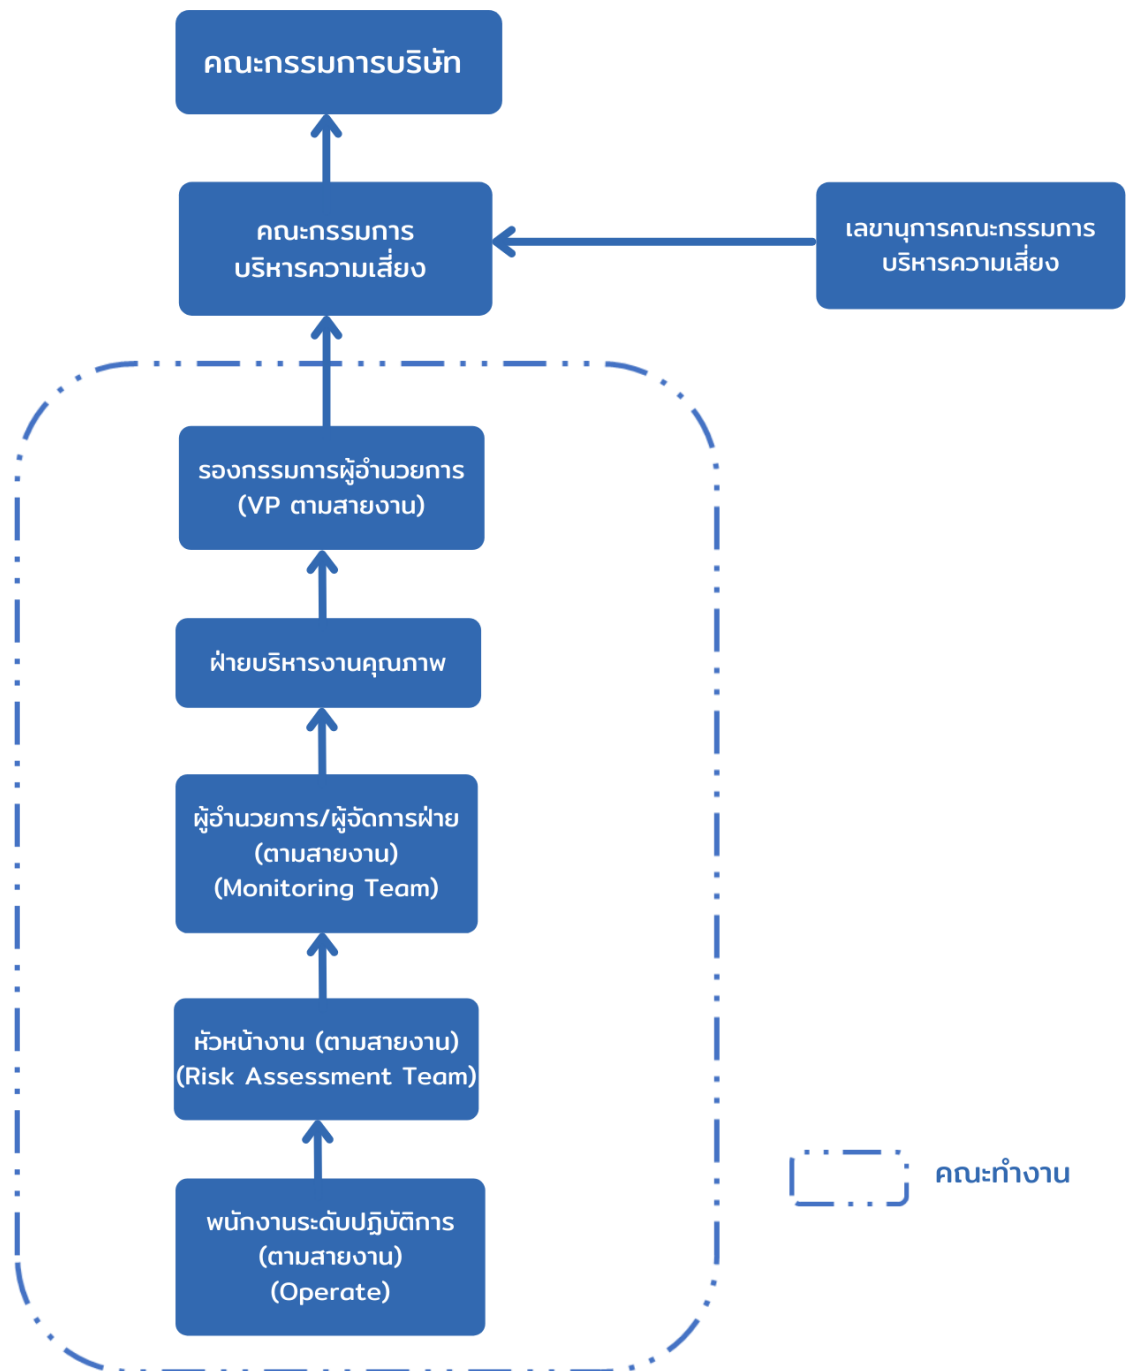 คณะกรรมการบริษัท
คณะกรรมการ
บริหารความเสี่ยง
เลขานุการคณะกรรมการ
บริหารความเสี่ยง
รองกรรมการผู้อำนวยการ
(VP ตามสายงาน)
ฝ่ายบริหารงานคุณภาพ
ผู้อำนวยการ/ผู้จัดการฝ่าย
(ตามสายงาน)
(Monitoring Team)
หัวหน้างาน (ตามสายงาน)
(Risk Assessment Team)
คณะทำงาน
พนักงานระดับปฏิบัติการ
(ตามสายงาน)
(Operate)